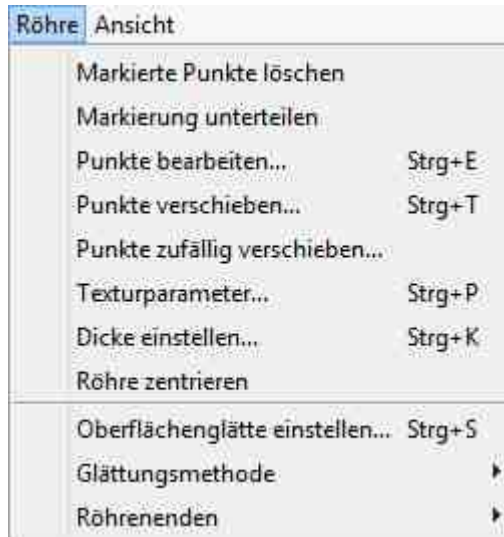 Röhre Ansicht
Markierte Punkte löschen
Markierung unterteilen
Punkte bearbeiten... Strg+E
Punkte verschieben... Strg+T
Punkte zufällig verschieben...
Texturparameter... Strg+P
Dicke einstellen... Strg+K
Röhre zentrieren
Oberflächenglätte einstellen... Strg+S
Glättungsmethode
Röhrenenden